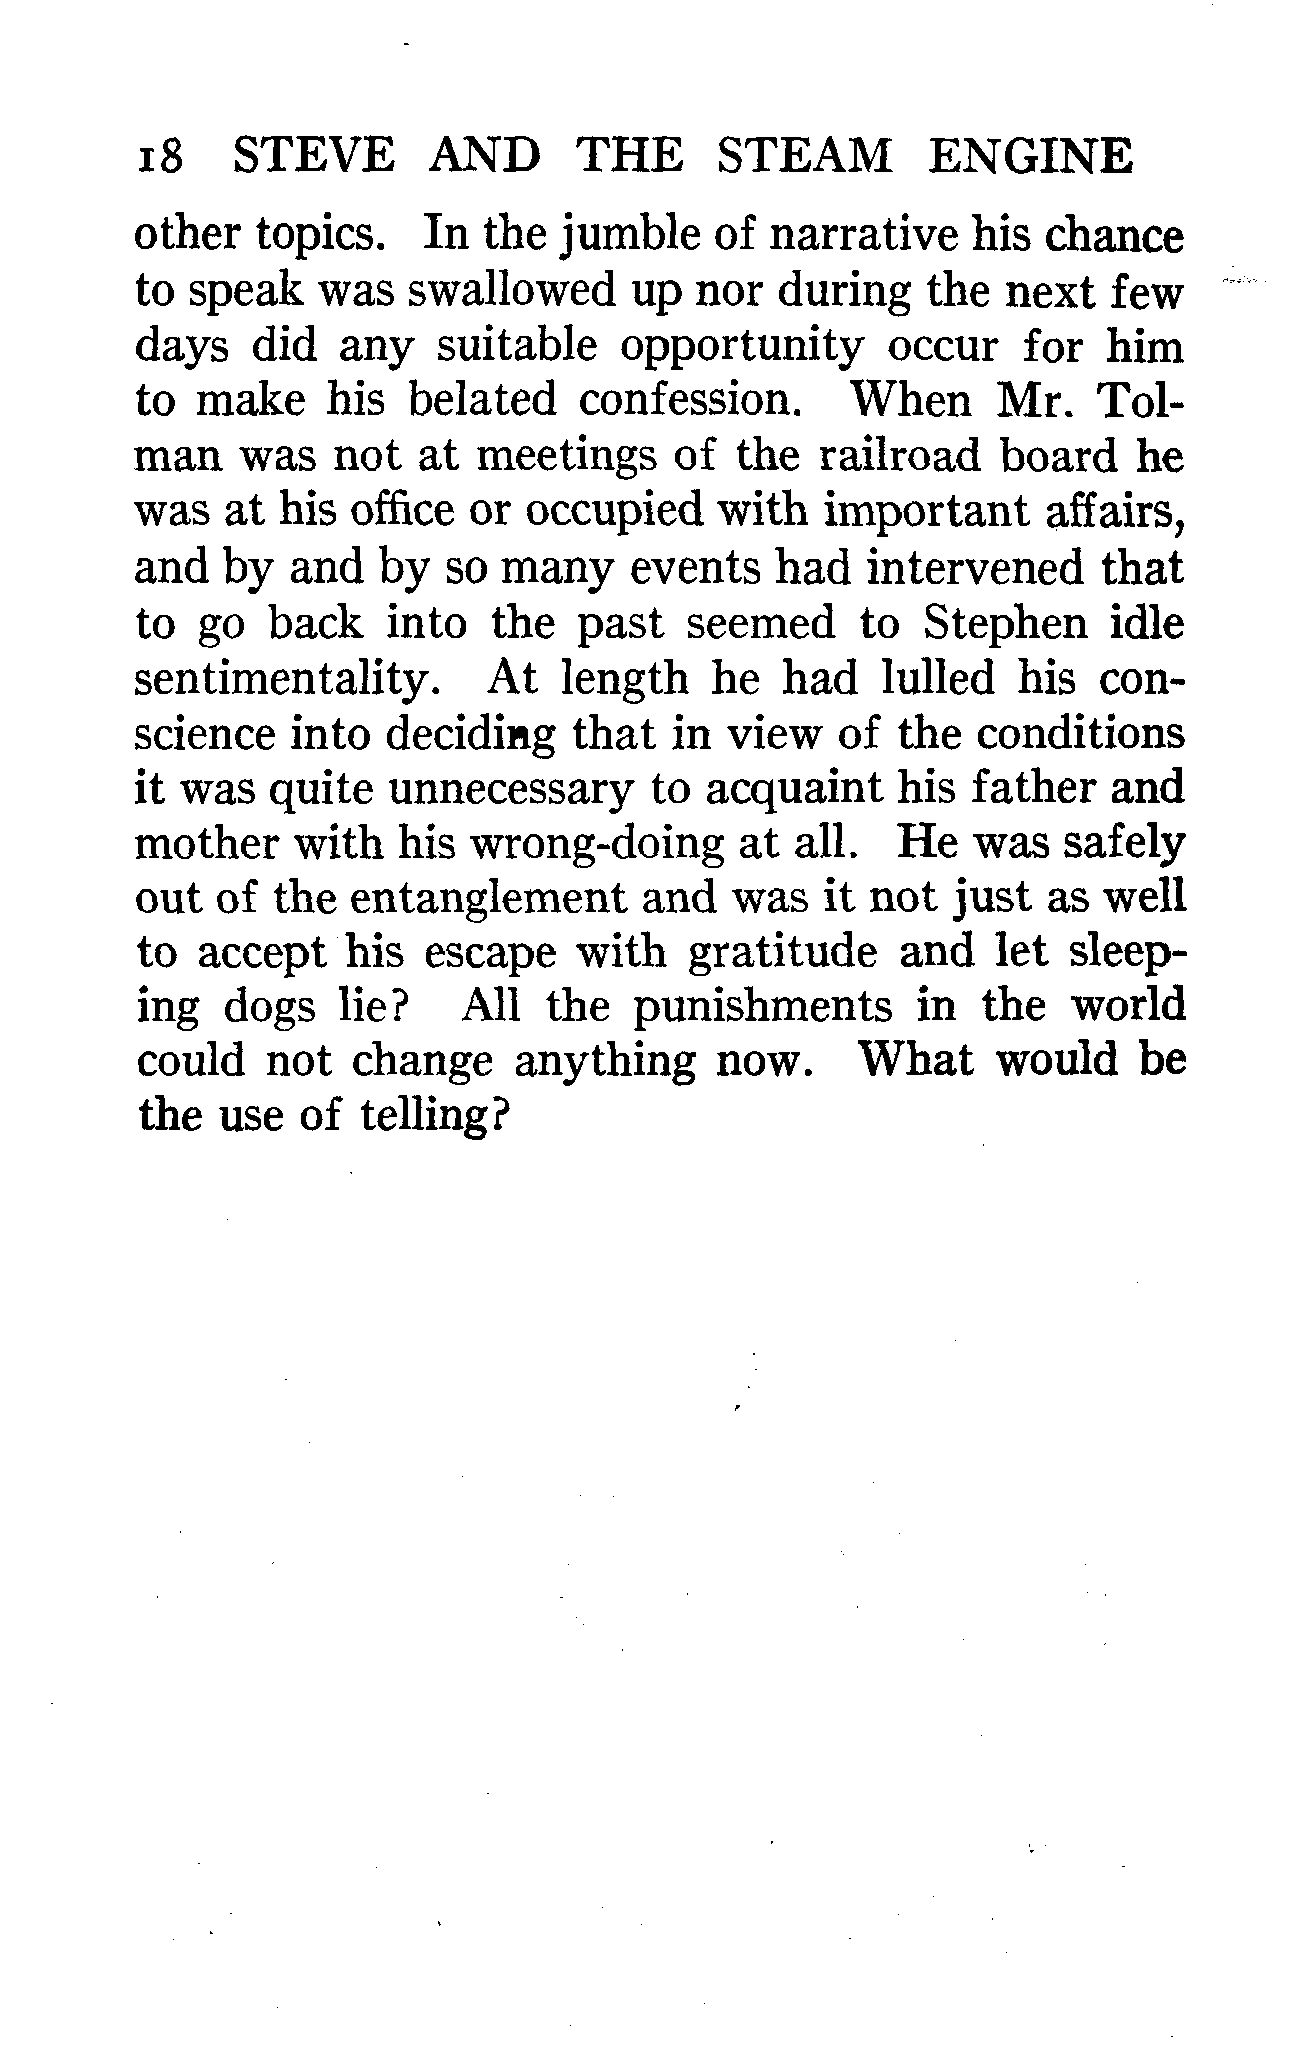 18 STEVE AND THE STEAM ENGINE
other topics. In the jumble of narrative his chance
to speak was swallowed up nor during the next few
days did any suitable opportunity occur for him
to make his belated confession. When Mr. Tol-
man was not at meetings of the railroad board he
was at his office or occupied with important affairs,
and by and by so many events had intervened that
to go back into the past seemed to Stephen idle
sentimentality. At length he had lulled his con-
science into deciding that in view of the conditions
it was quite unnecessary to acquaint his father and
mother with his wrong-doing at all. He was safely
out of the entanglement and was it not just as well
to accept his escape with gratitude and let sleep-
ing dogs lie? All the punishments in the world
could not change anything now. What would be
the use of telling?